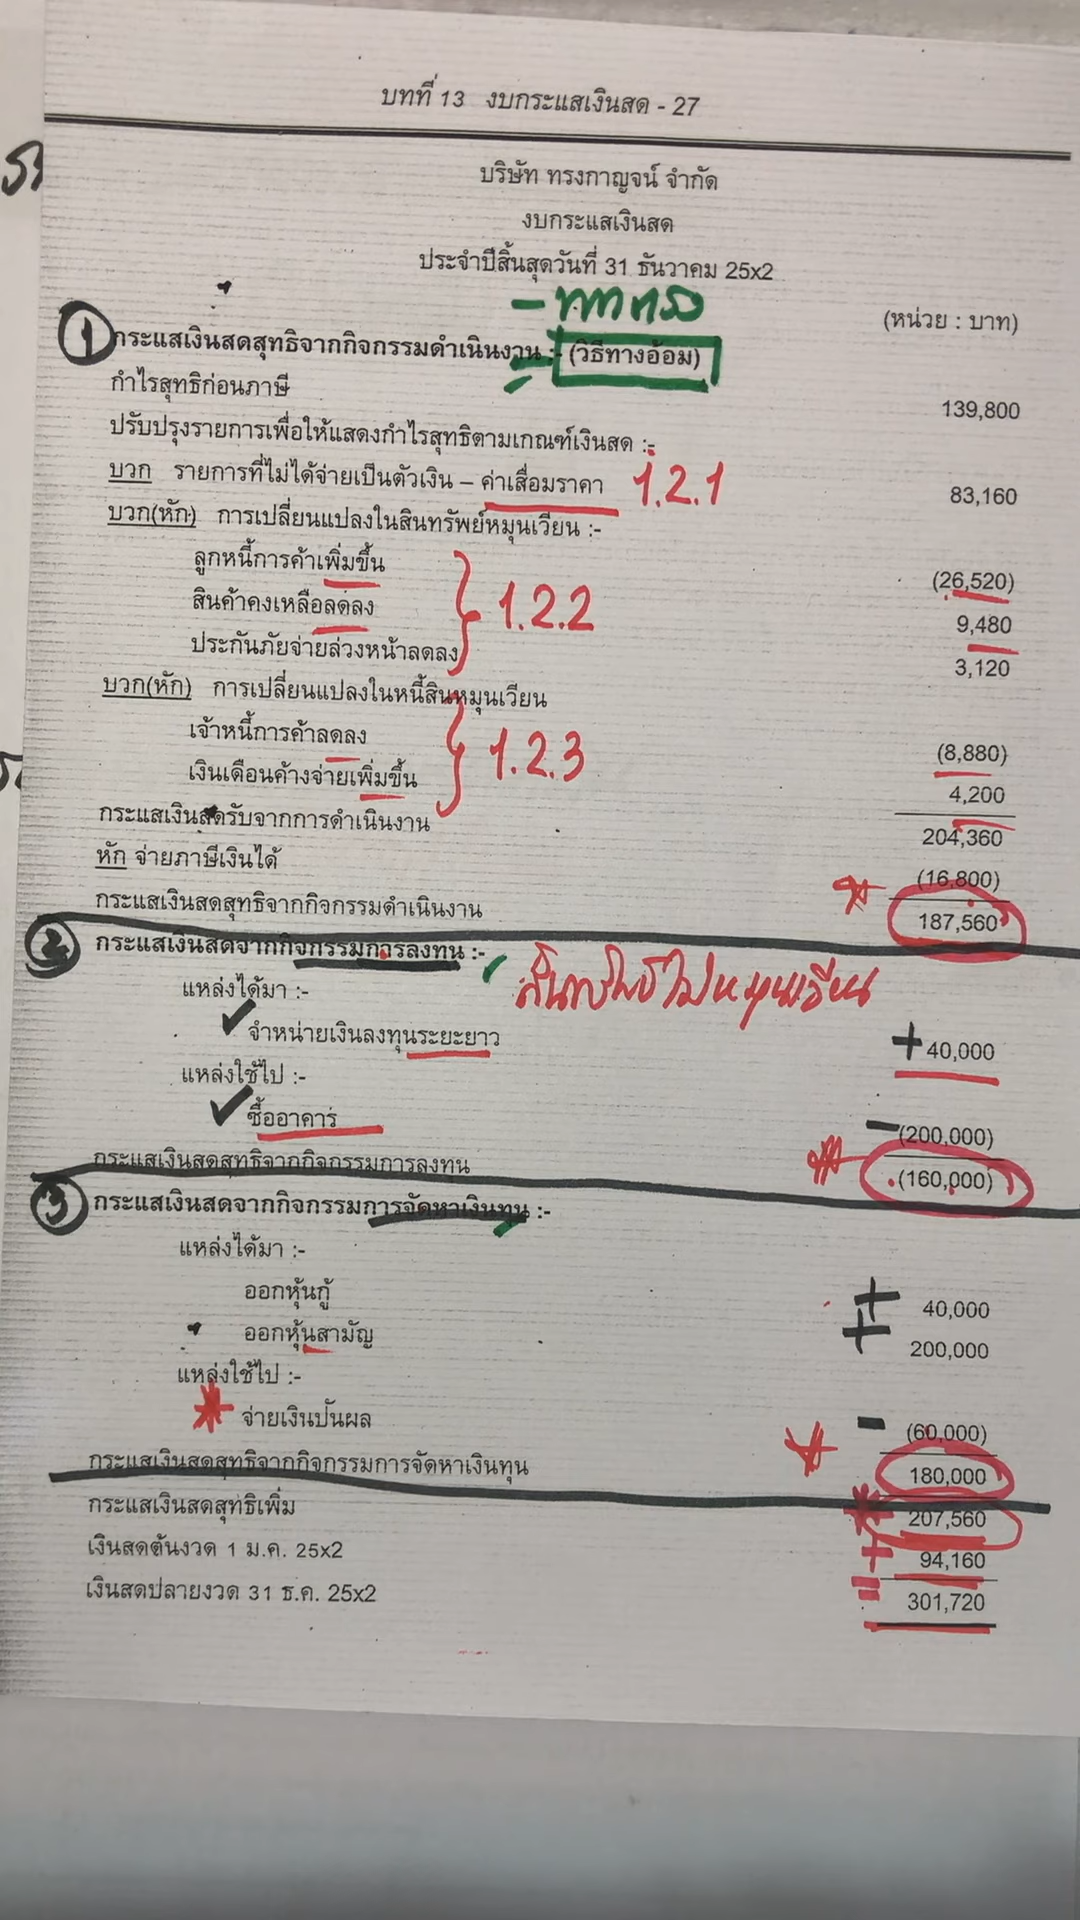 บทที่ 13 งบกระแสเงินสด - 27
บริษัท ทรงกาญจน์ จำกัด
งบกระแสเงินสด
ประจำปีสิ้นสุดวันที่ 31 ธันวาคม 25x2
- ทางตรง
(หน่วย : บาท)
1 กระแสเงินสดสุทธิจากกิจกรรมดำเนินงาน :- (วิธีทางอ้อม)
กำไรสุทธิก่อนภาษี 139,800
ปรับปรุงรายการเพื่อให้แสดงกำไรสุทธิตามเกณฑ์เงินสด :-
บวก รายการที่ไม่ได้จ่ายเป็นตัวเงิน – ค่าเสื่อมราคา 1.2.1 83,160
บวก(หัก) การเปลี่ยนแปลงในสินทรัพย์หมุนเวียน :-
ลูกหนี้การค้าเพิ่มขึ้น (26,520)
สินค้าคงเหลือลดลง 1.2.2 9,480
ประกันภัยจ่ายล่วงหน้าลดลง 3,120
บวก(หัก) การเปลี่ยนแปลงในหนี้สินหมุนเวียน
เจ้าหนี้การค้าลดลง 1.2.3 (8,880)
เงินเดือนค้างจ่ายเพิ่มขึ้น 4,200
กระแสเงินสดรับจากการดำเนินงาน 204,360
หัก จ่ายภาษีเงินได้ (16,800)
กระแสเงินสดสุทธิจากกิจกรรมดำเนินงาน 187,560
2 กระแสเงินสดจากกิจกรรมการลงทุน :- สินทรัพย์ไม่หมุนเวียน
แหล่งได้มา :-
จำหน่ายเงินลงทุนระยะยาว + 40,000
แหล่งใช้ไป :-
ซื้ออาคาร - (200,000)
กระแสเงินสดสุทธิจากกิจกรรมการลงทุน (160,000)
3 กระแสเงินสดจากกิจกรรมการจัดหาเงินทุน :-
แหล่งได้มา :-
ออกหุ้นกู้ + 40,000
ออกหุ้นสามัญ + 200,000
แหล่งใช้ไป :-
* จ่ายเงินปันผล - (60,000)
กระแสเงินสดสุทธิจากกิจกรรมการจัดหาเงินทุน 180,000
กระแสเงินสดสุทธิเพิ่ม 207,560
เงินสดต้นงวด 1 ม.ค. 25x2 + 94,160
เงินสดปลายงวด 31 ธ.ค. 25x2 = 301,720